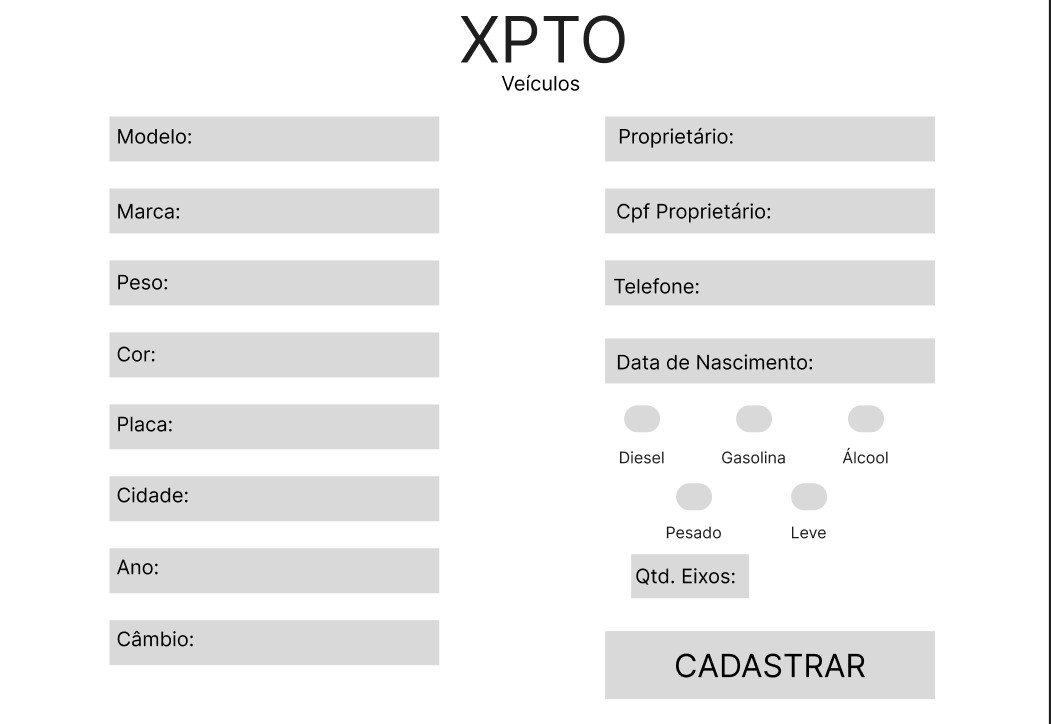 XPTO
Veículos
Modelo:
Marca:
Peso:
Cor:
Placa:
Cidade:
Ano:
Câmbio:
Proprietário:
Cpf Proprietário:
Telefone:
Data de Nascimento:
Diesel Gasolina Álcool
Pesado Leve
Qtd. Eixos:
CADASTRAR